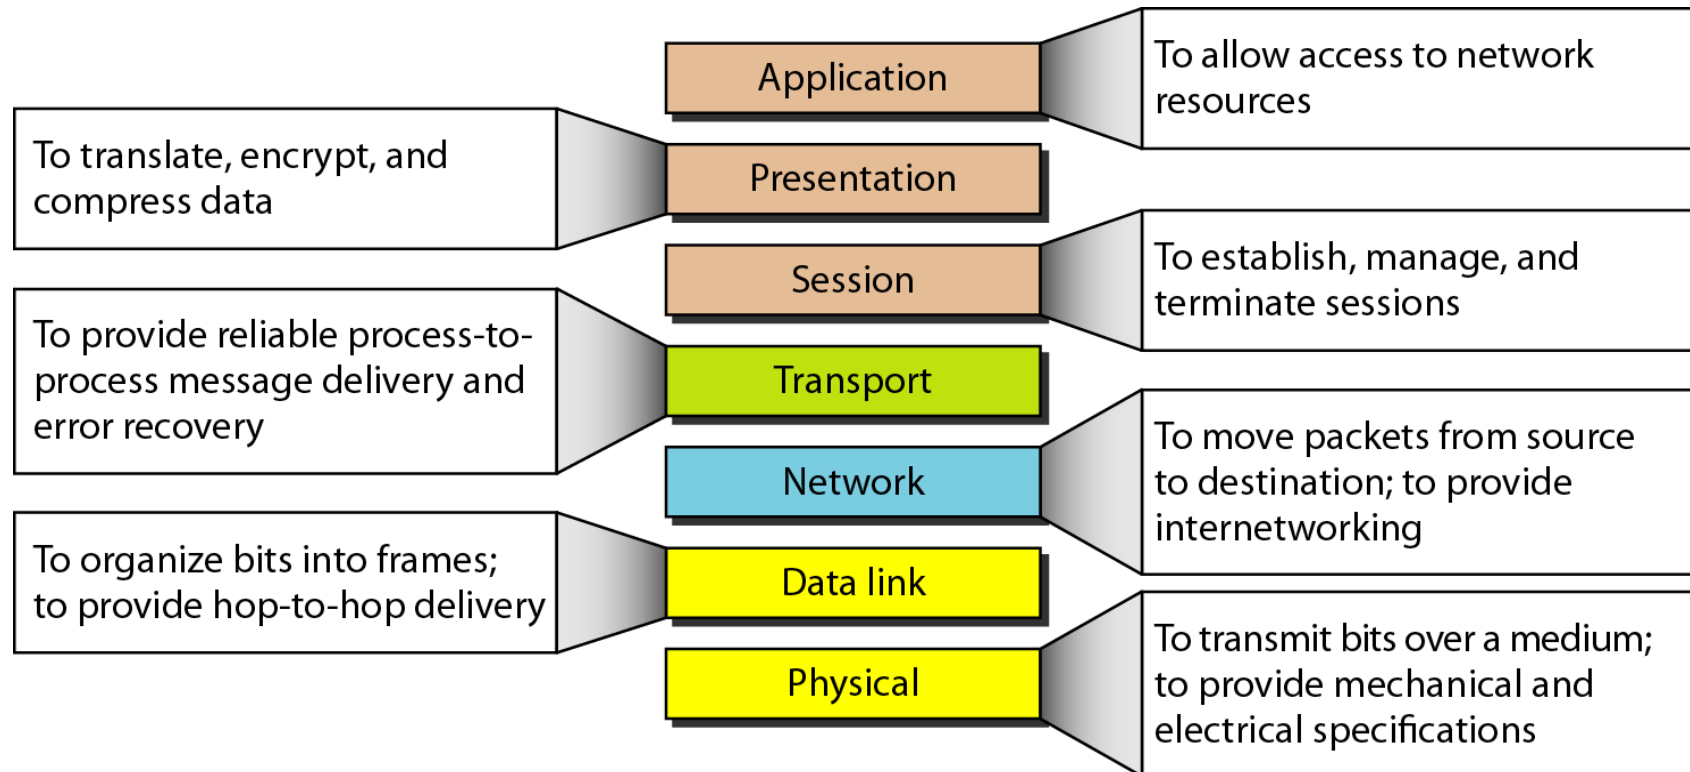 Application
To allow access to network
resources
To translate, encrypt, and
compress data
Presentation
Session
To establish, manage, and
terminate sessions
To provide reliable process-to-
process message delivery and
error recovery
Transport
Network
To move packets from source
to destination; to provide
internetworking
To organize bits into frames;
to provide hop-to-hop delivery
Data link
Physical
To transmit bits over a medium;
to provide mechanical and
electrical specifications